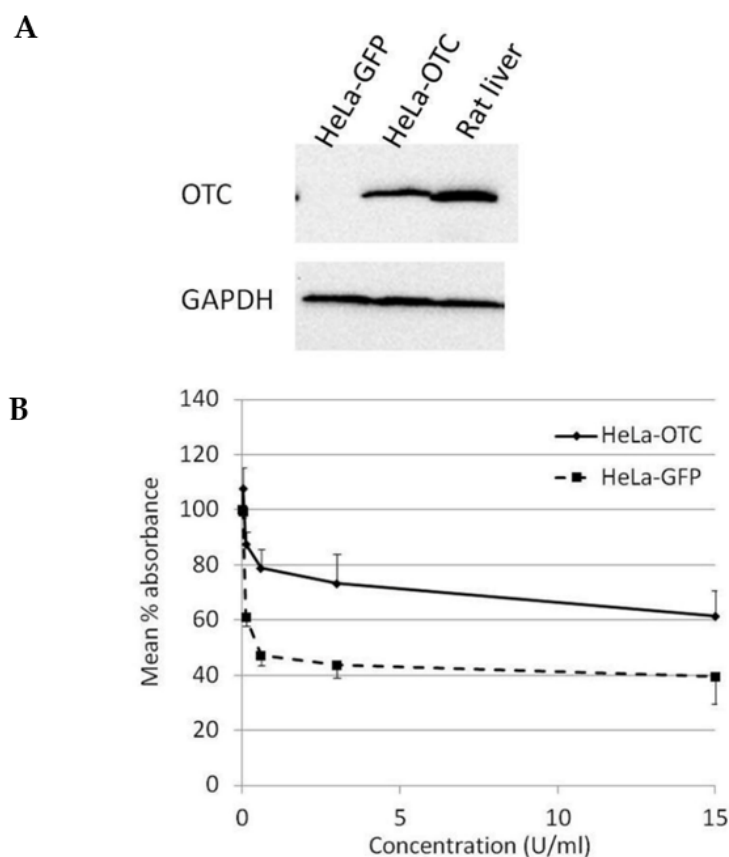 A
HeLa-GFP
HeLa-OTC
Rat liver
OTC
GAPDH
B
140
120
100
80
60
40
20
0
Mean % absorbance
HeLa-OTC
HeLa-GFP
0
5
10
15
Concentration (U/ml)